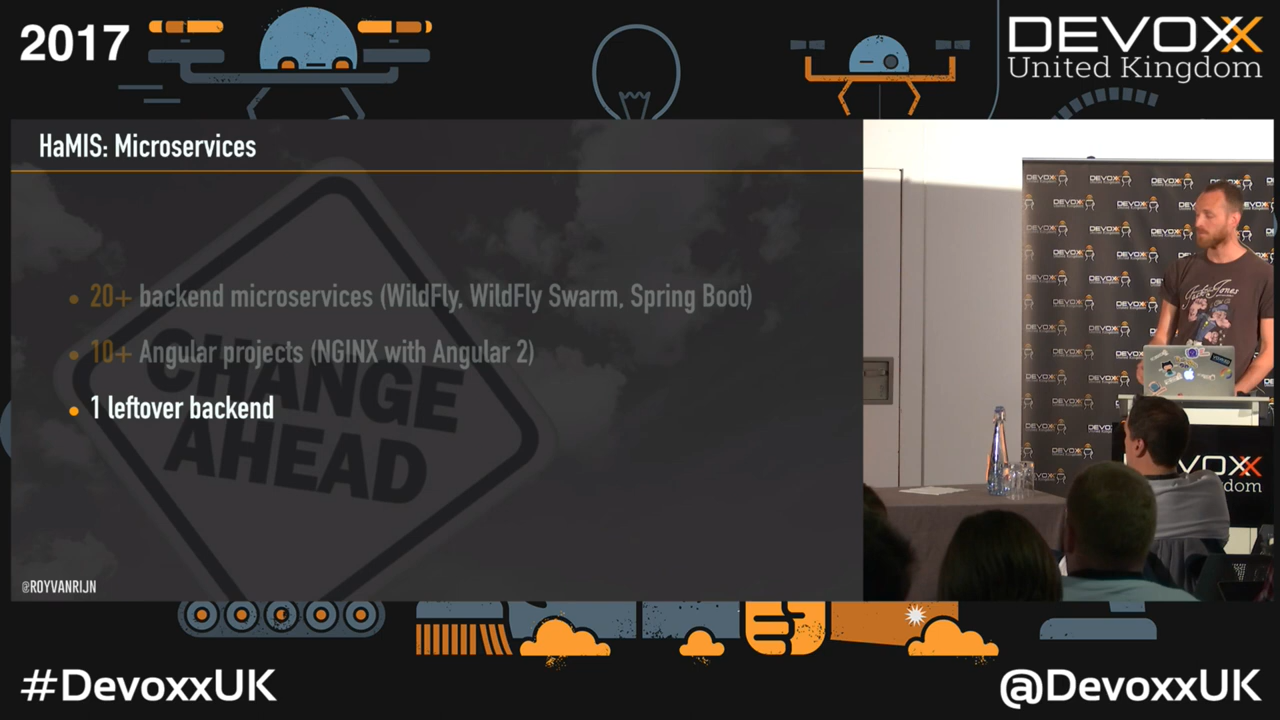 2017
DEVOXX
United Kingdom
HaMIS: Microservices
20+ backend microservices (WildFly, WildFly Swarm, Spring Boot)
10+ Angular projects (NGINX with Angular 2)
1 leftover backend
CHANGE
AHEAD
@ROYVANRIJN
#DevoxxUK
@DevoxxUK